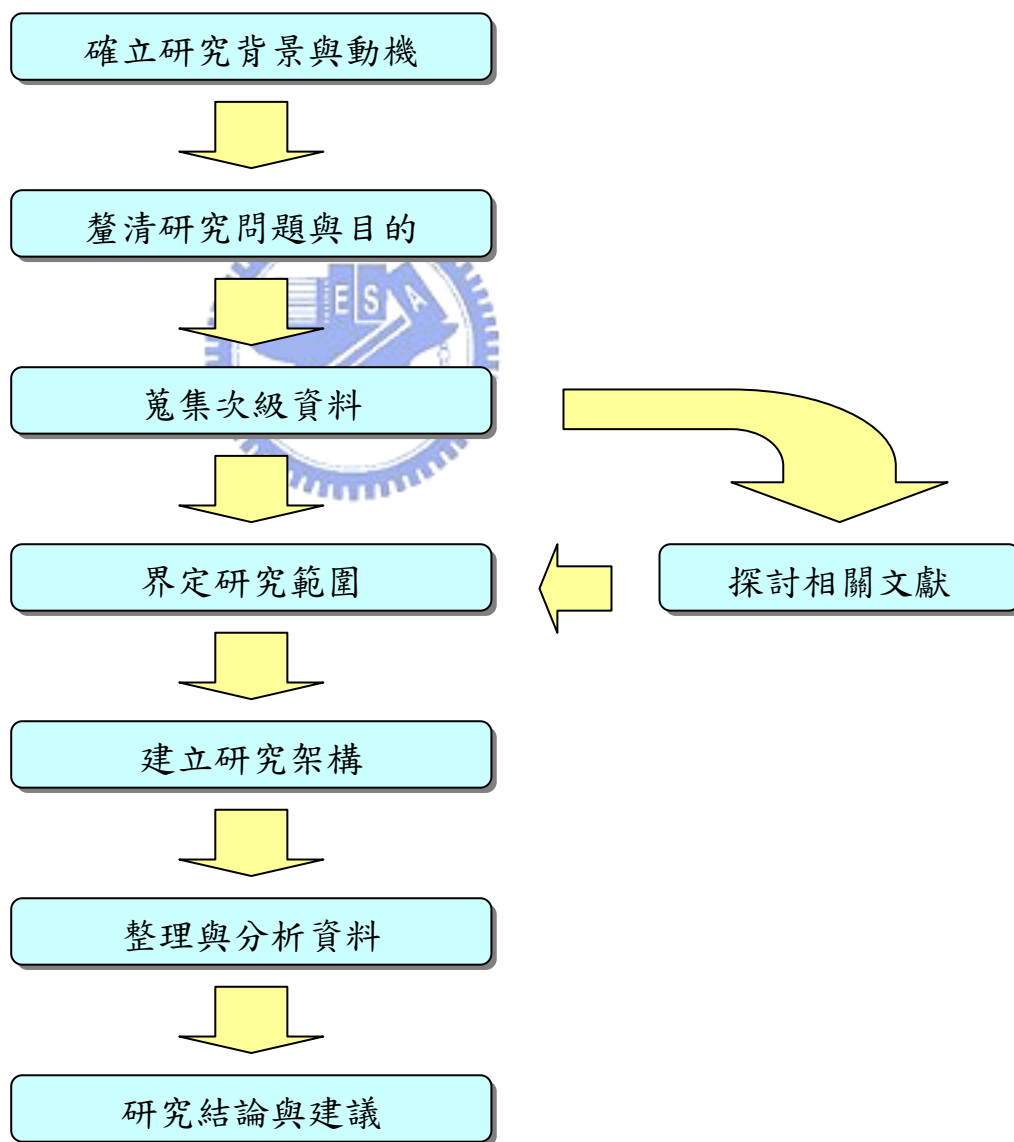 確立研究背景與動機
釐清研究問題與目的
ESA
蒐集次級資料
界定研究範圍
探討相關文獻
建立研究架構
整理與分析資料
研究結論與建議